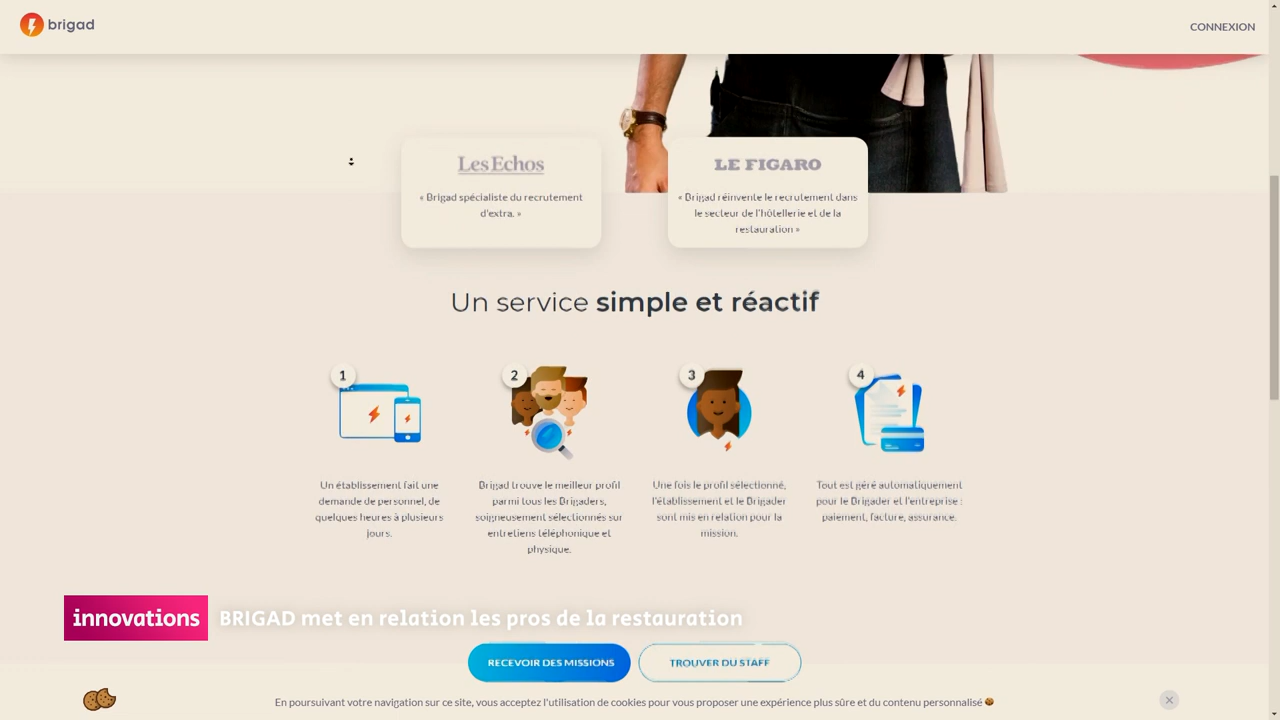 brigad
CONNEXION
Les Echos
« Brigad spécialiste du recrutement
d'extra. »
LE FIGARO
« Brigad réinvente le recrutement dans
le secteur de l'hôtellerie et de la
restauration »
Un service simple et réactif
1
Un établissement fait une
demande de personnel, de
quelques heures à plusieurs
jours.
2
Brigad trouve le meilleur profil
parmi tous les Brigaders,
soigneusement sélectionnés sur
entretiens téléphonique et
physique.
3
Une fois le profil sélectionné,
l'établissement et le Brigader
sont mis en relation pour la
mission.
4
Tout est géré automatiquement
pour le Brigader et l'entreprise :
paiement, facture, assurance.
innovations BRIGAD met en relation les pros de la restauration
RECEVOIR DES MISSIONS
TROUVER DU STAFF
En poursuivant votre navigation sur ce site, vous acceptez l'utilisation de cookies pour vous proposer une expérience plus sûre et du contenu personnalisé